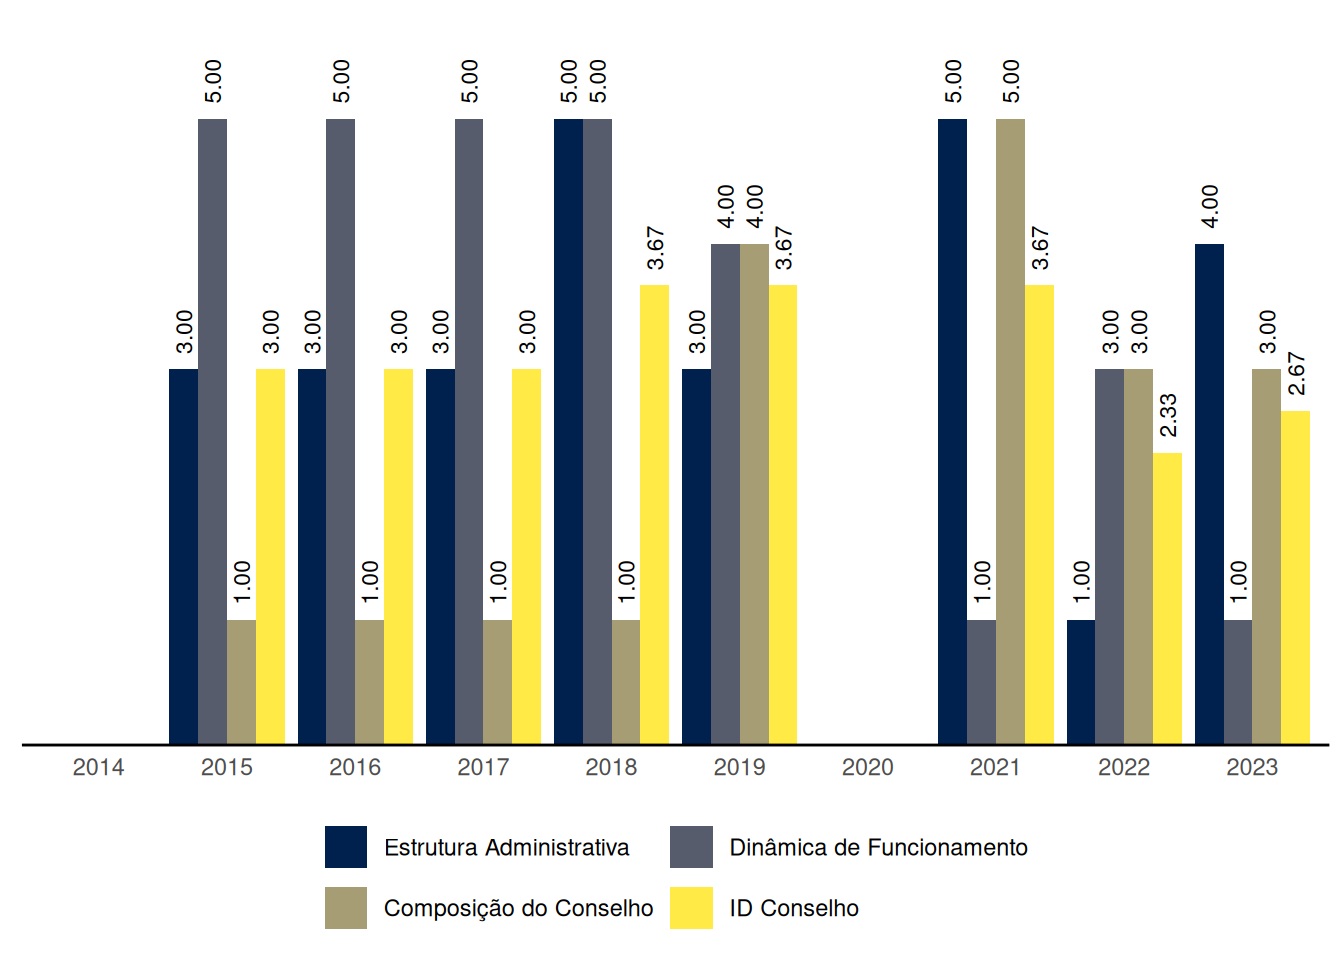 5.00 5.00 5.00 5.00 5.00 5.00 5.00
4.00 4.00 4.00
3.67 3.67 3.67
3.00 3.00 3.00 3.00 3.00 3.00 3.00 3.00 3.00 3.00
2.67
2.33
1.00 1.00 1.00 1.00 1.00 1.00 1.00
2014 2015 2016 2017 2018 2019 2020 2021 2022 2023
Estrutura Administrativa Dinâmica de Funcionamento
Composição do Conselho ID Conselho